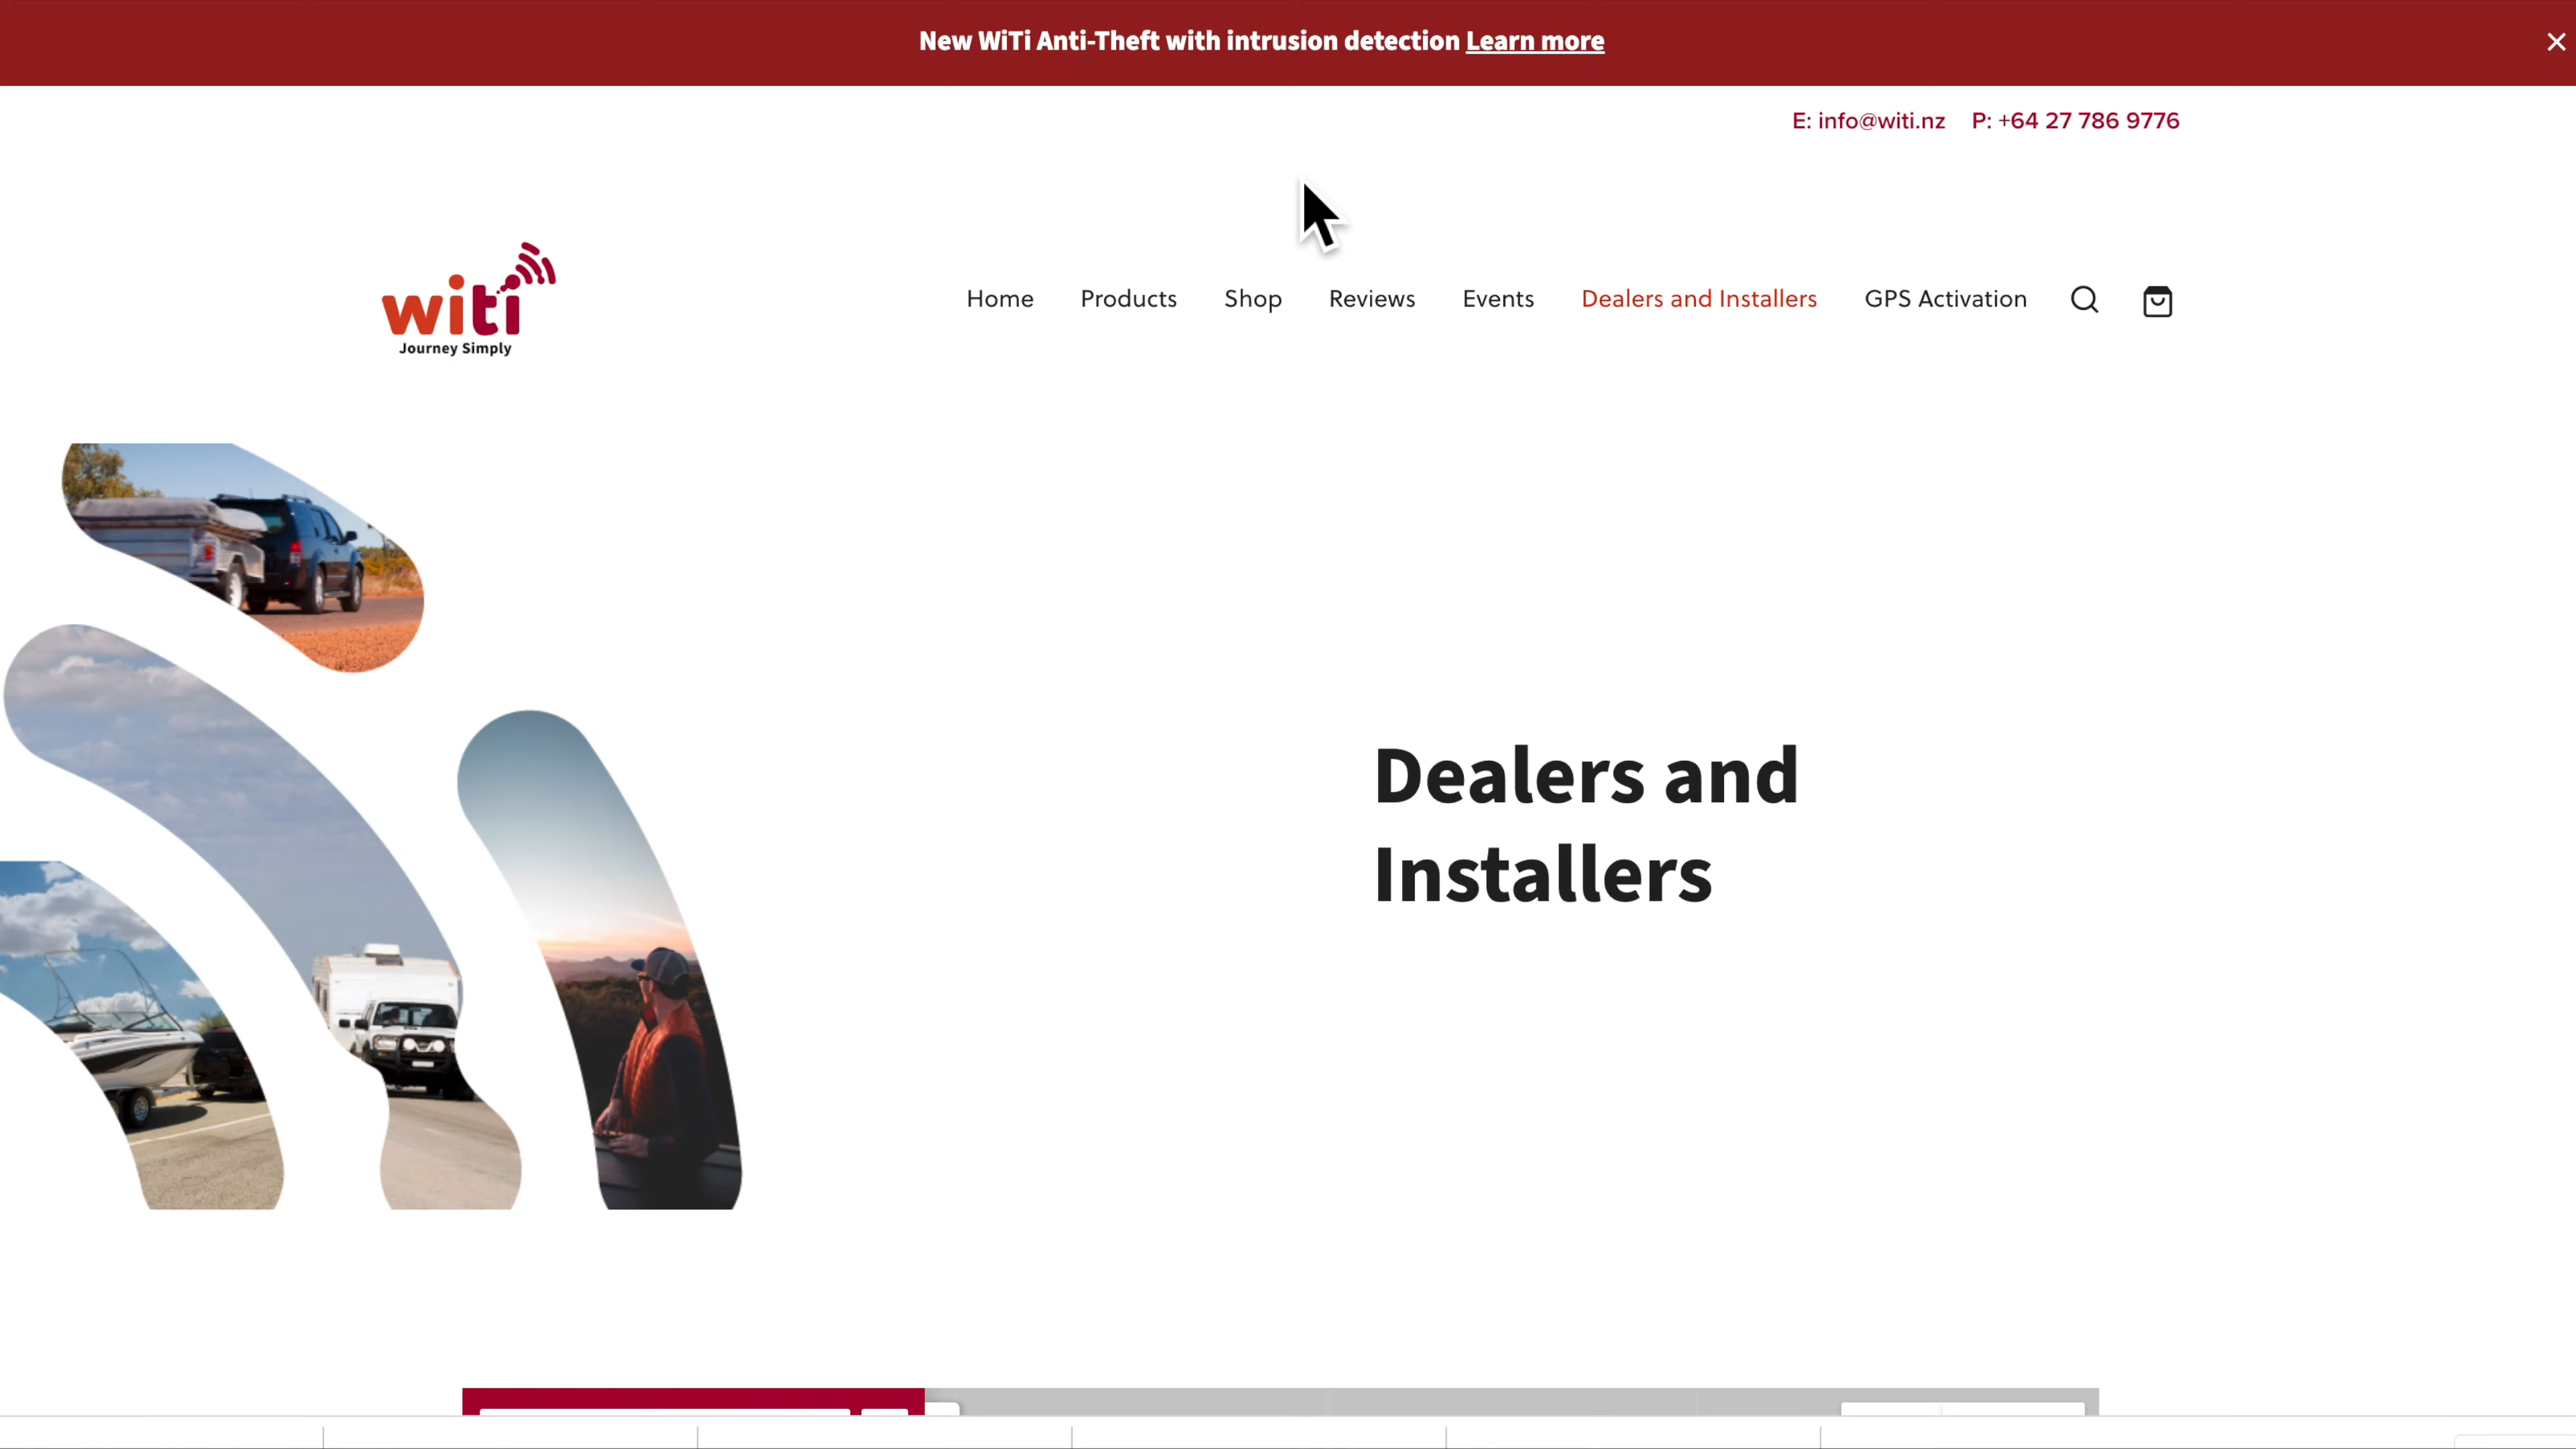 New WiTi Anti-Theft with intrusion detection Learn more
E: info@witi.nz P: +64 27 786 9776
witi
Journey Simply
Home Products Shop Reviews Events Dealers and Installers GPS Activation
Dealers and
Installers